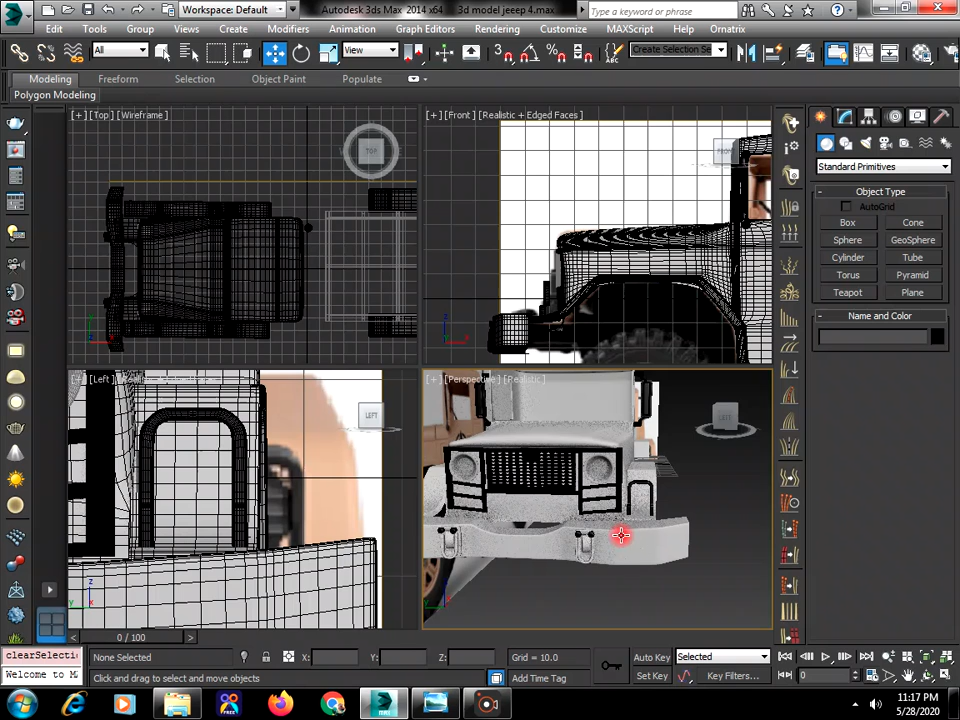 Workspace: Default
Autodesk 3ds Max 2014 x64
3d model jeeep 4.max
Type a keyword or phrase
Edit Tools Group Views Create Modifiers Animation Graph Editors Rendering Customize MAXScript Help Ornatrix
All
View
Create Selection Se
Modeling Freeform Selection Object Paint Populate
Polygon Modeling
[+] [Top] [Wireframe]
TOP
[+] [Front] [Realistic + Edged Faces]
Standard Primitives
- Object Type
AutoGrid
Box Cone
Sphere GeoSphere
Cylinder Tube
Torus Pyramid
Teapot Plane
- Name and Color
LEFT
[+] [Perspective] [Realistic]
LEFT
0 / 100
clearSelecti
Welcome to M
None Selected
X: Y: Z:
Grid = 10.0
Click and drag to select and move objects
Add Time Tag
Auto Key
Selected
Set Key
Key Filters...
0
11:17 PM
5/28/2020